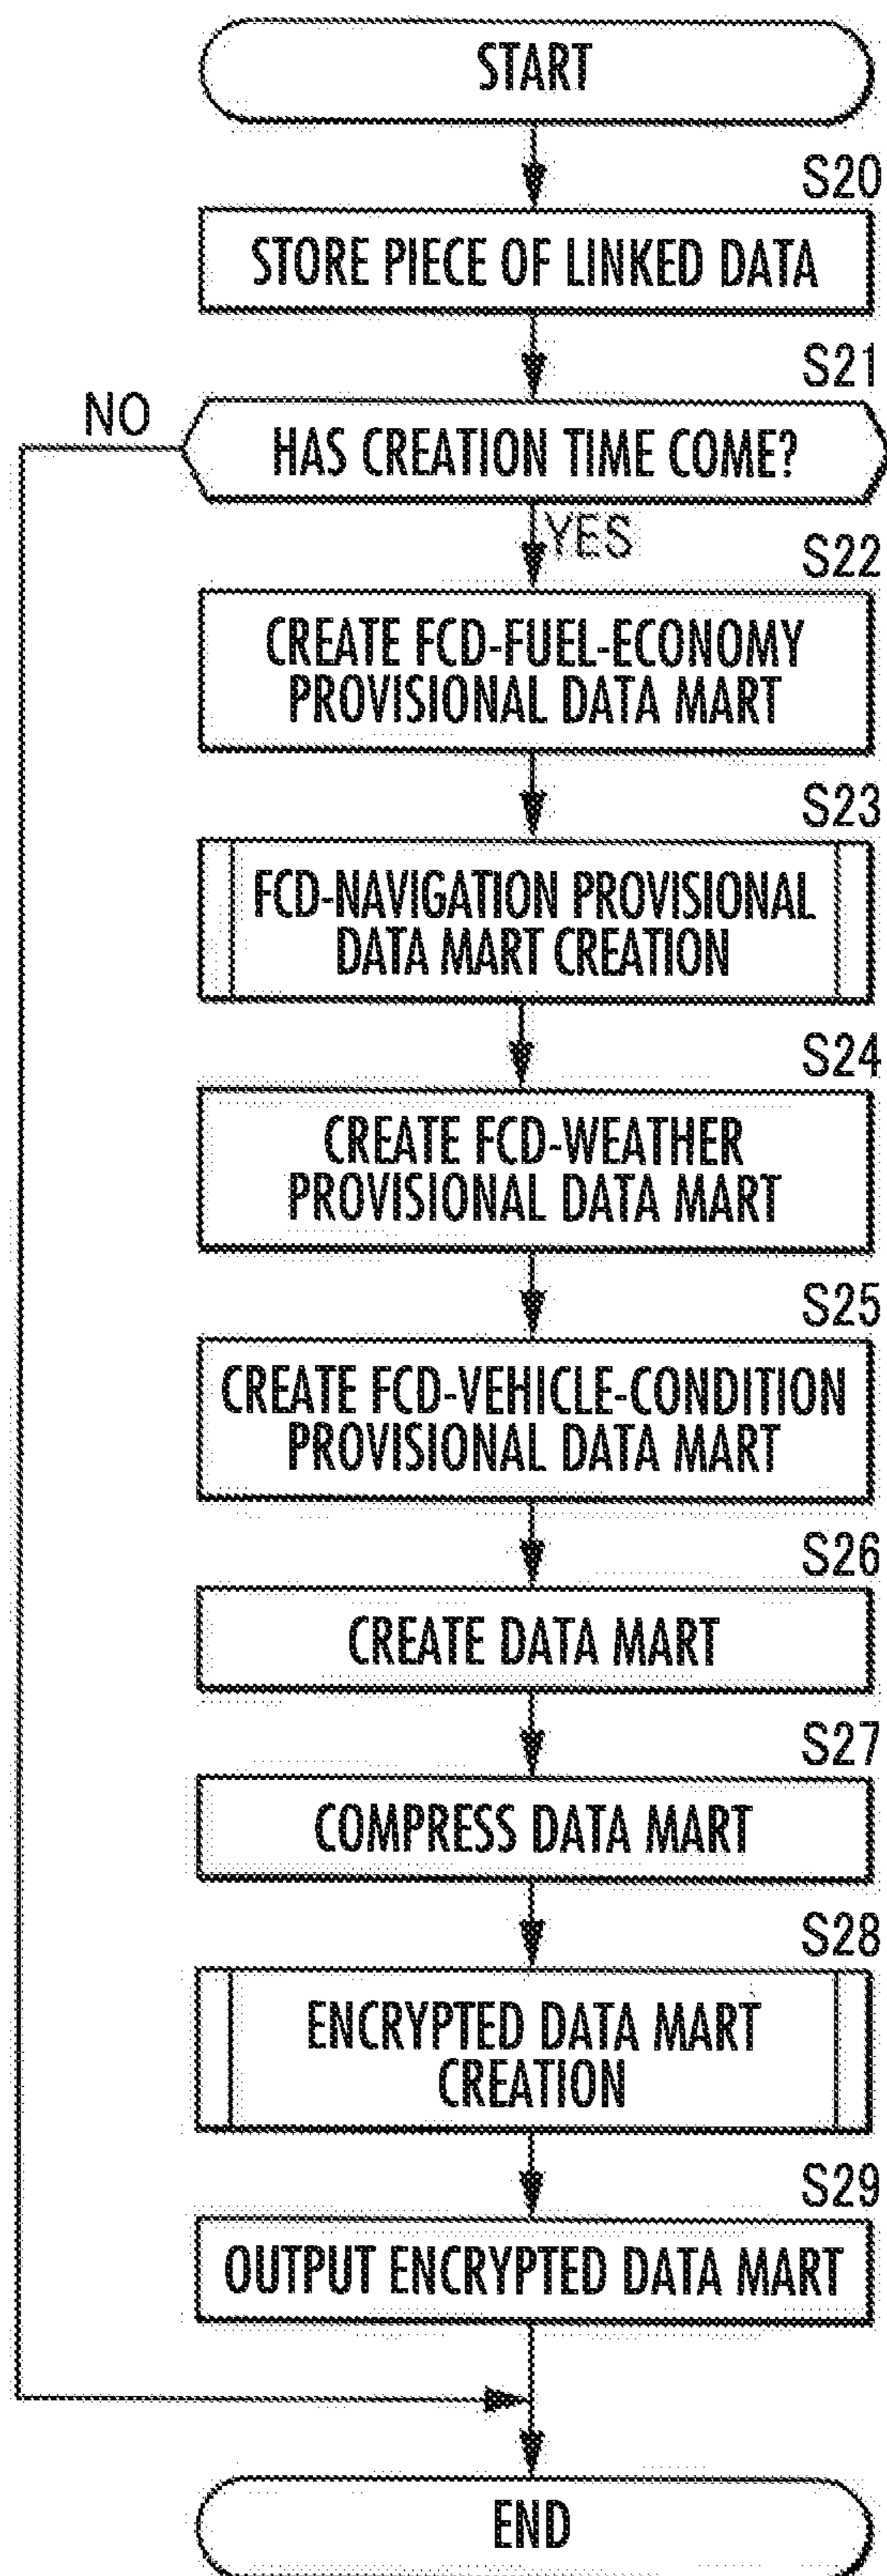 START
S20
STORE PIECE OF LINKED DATA
S21
NO
HAS CREATION TIME COME?
YES
S22
CREATE FCD-FUEL-ECONOMY
PROVISIONAL DATA MART
S23
FCD-NAVIGATION PROVISIONAL
DATA MART CREATION
S24
CREATE FCD-WEATHER
PROVISIONAL DATA MART
S25
CREATE FCD-VEHICLE-CONDITION
PROVISIONAL DATA MART
S26
CREATE DATA MART
S27
COMPRESS DATA MART
S28
ENCRYPTED DATA MART
CREATION
S29
OUTPUT ENCRYPTED DATA MART
END